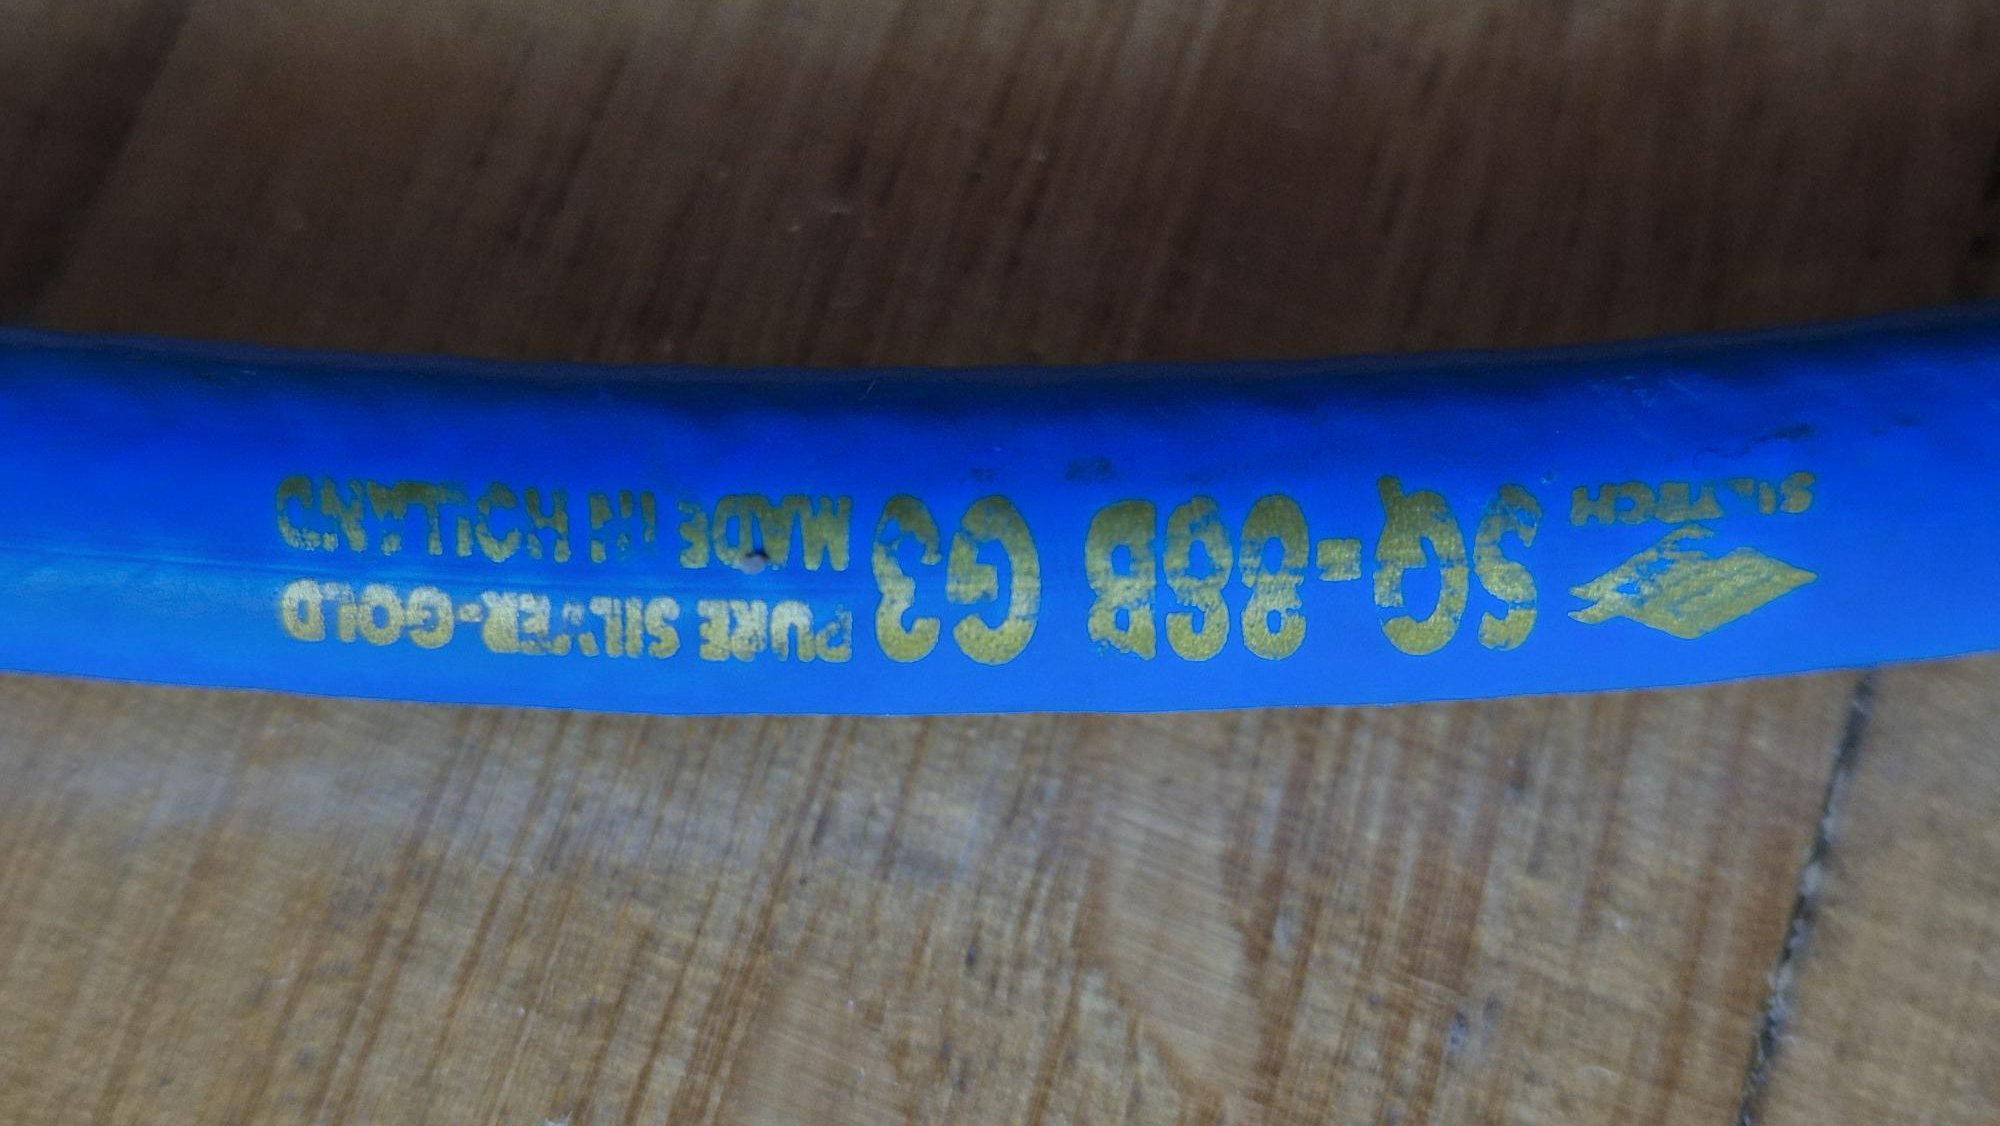 SILTECH
SQ-88B G3
PURE SILVER-GOLD
MADE IN HOLLAND